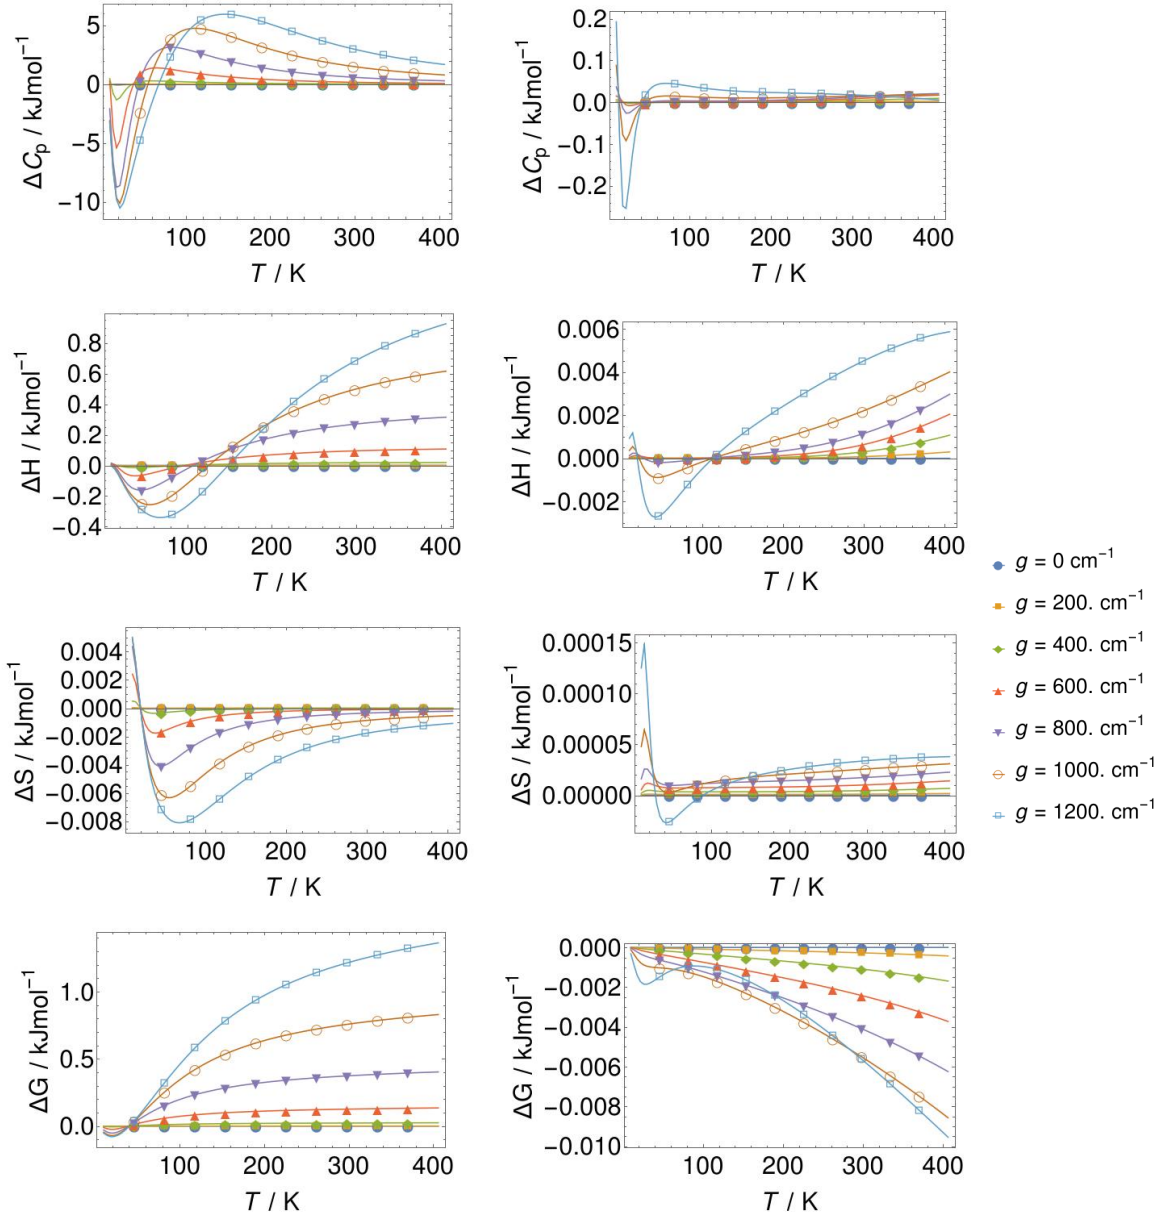 5
0
−5
−10
ΔCp / kJmol−1
100 200 300 400
T / K
0.2
0.1
0.0
−0.1
−0.2
ΔCp / kJmol−1
100 200 300 400
T / K
0.8
0.6
0.4
0.2
0.0
−0.2
−0.4
ΔH / kJmol−1
100 200 300 400
T / K
0.006
0.004
0.002
0.000
−0.002
ΔH / kJmol−1
100 200 300 400
T / K
0.004
0.002
0.000
−0.002
−0.004
−0.006
−0.008
ΔS / kJmol−1
100 200 300 400
T / K
0.00015
0.00010
0.00005
0.00000
ΔS / kJmol−1
100 200 300 400
T / K
g = 0 cm−1
g = 200. cm−1
g = 400. cm−1
g = 600. cm−1
g = 800. cm−1
g = 1000. cm−1
g = 1200. cm−1
1.0
0.5
0.0
ΔG / kJmol−1
100 200 300 400
T / K
0.000
−0.002
−0.004
−0.006
−0.008
−0.010
ΔG / kJmol−1
100 200 300 400
T / K